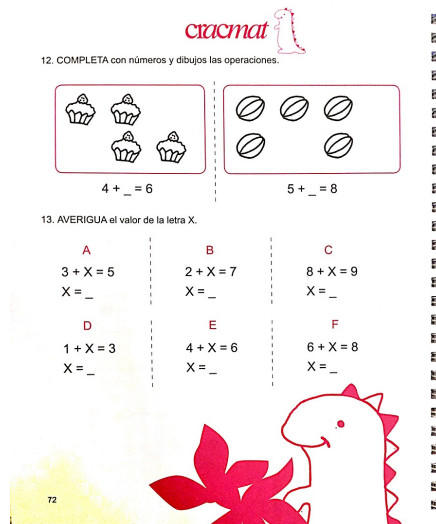 cracmat
12. COMPLETA con números y dibujos las operaciones.
4 + _ = 6
5 + _ = 8
13. AVERIGUA el valor de la letra X.
A
B
C
3 + X = 5
2 + X = 7
8 + X = 9
X = _
X = _
X = _
D
E
F
1 + X = 3
4 + X = 6
6 + X = 8
X = _
X = _
X = _
72